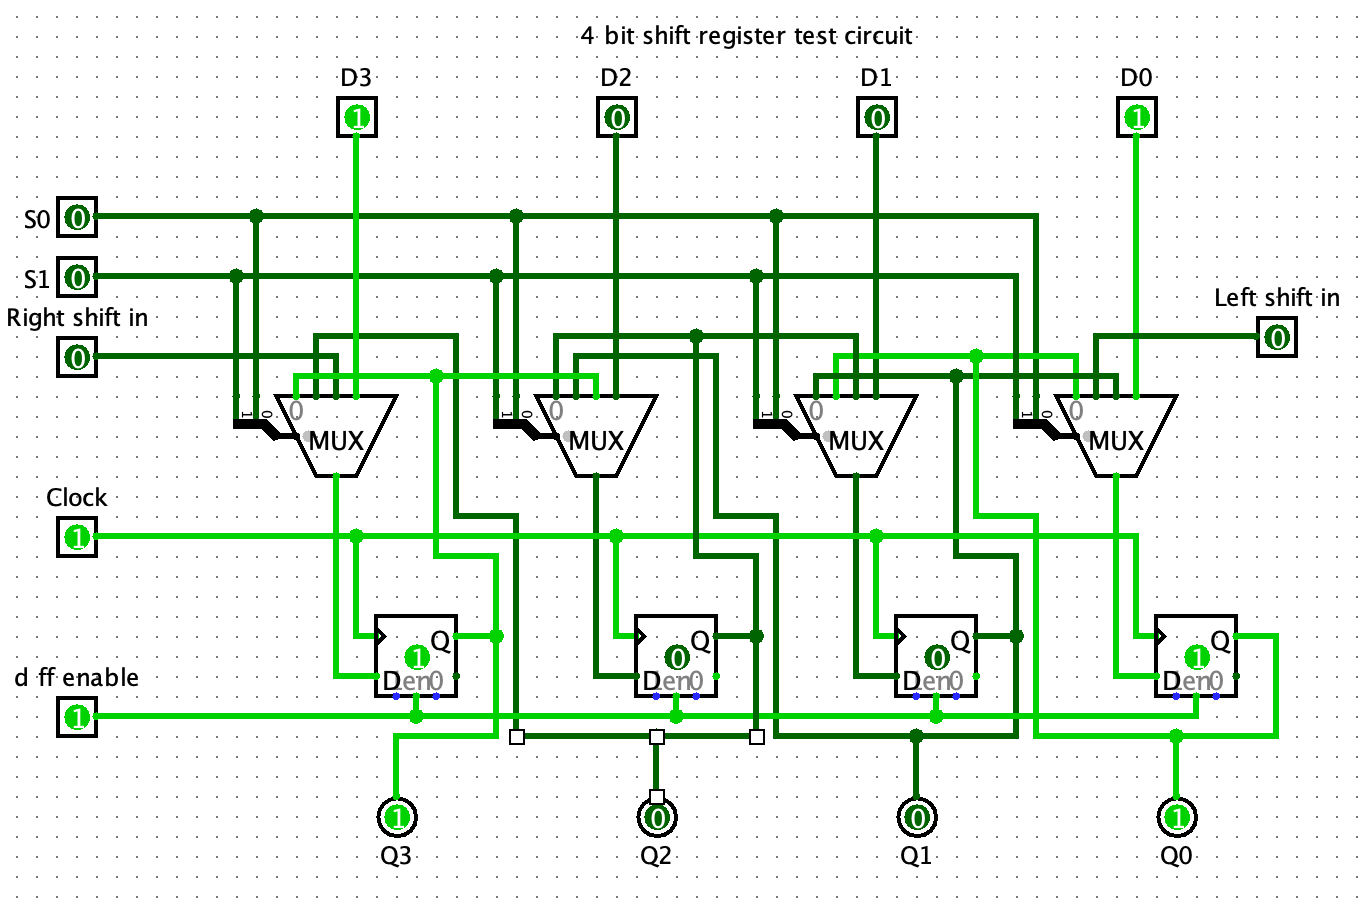 4 bit shift register test circuit
D3 D2 D1 D0
1 0 0 1
S0 0
S1 0
Left shift in
0
Right shift in
0
0 0 0 0
1 0 1 0 1 0 1 0
MUX MUX MUX MUX
Clock
1
Q Q Q Q
1 0 0 1
D en 0 D en 0 D en 0 D en 0
d ff enable
1
1 0 0 1
Q3 Q2 Q1 Q0